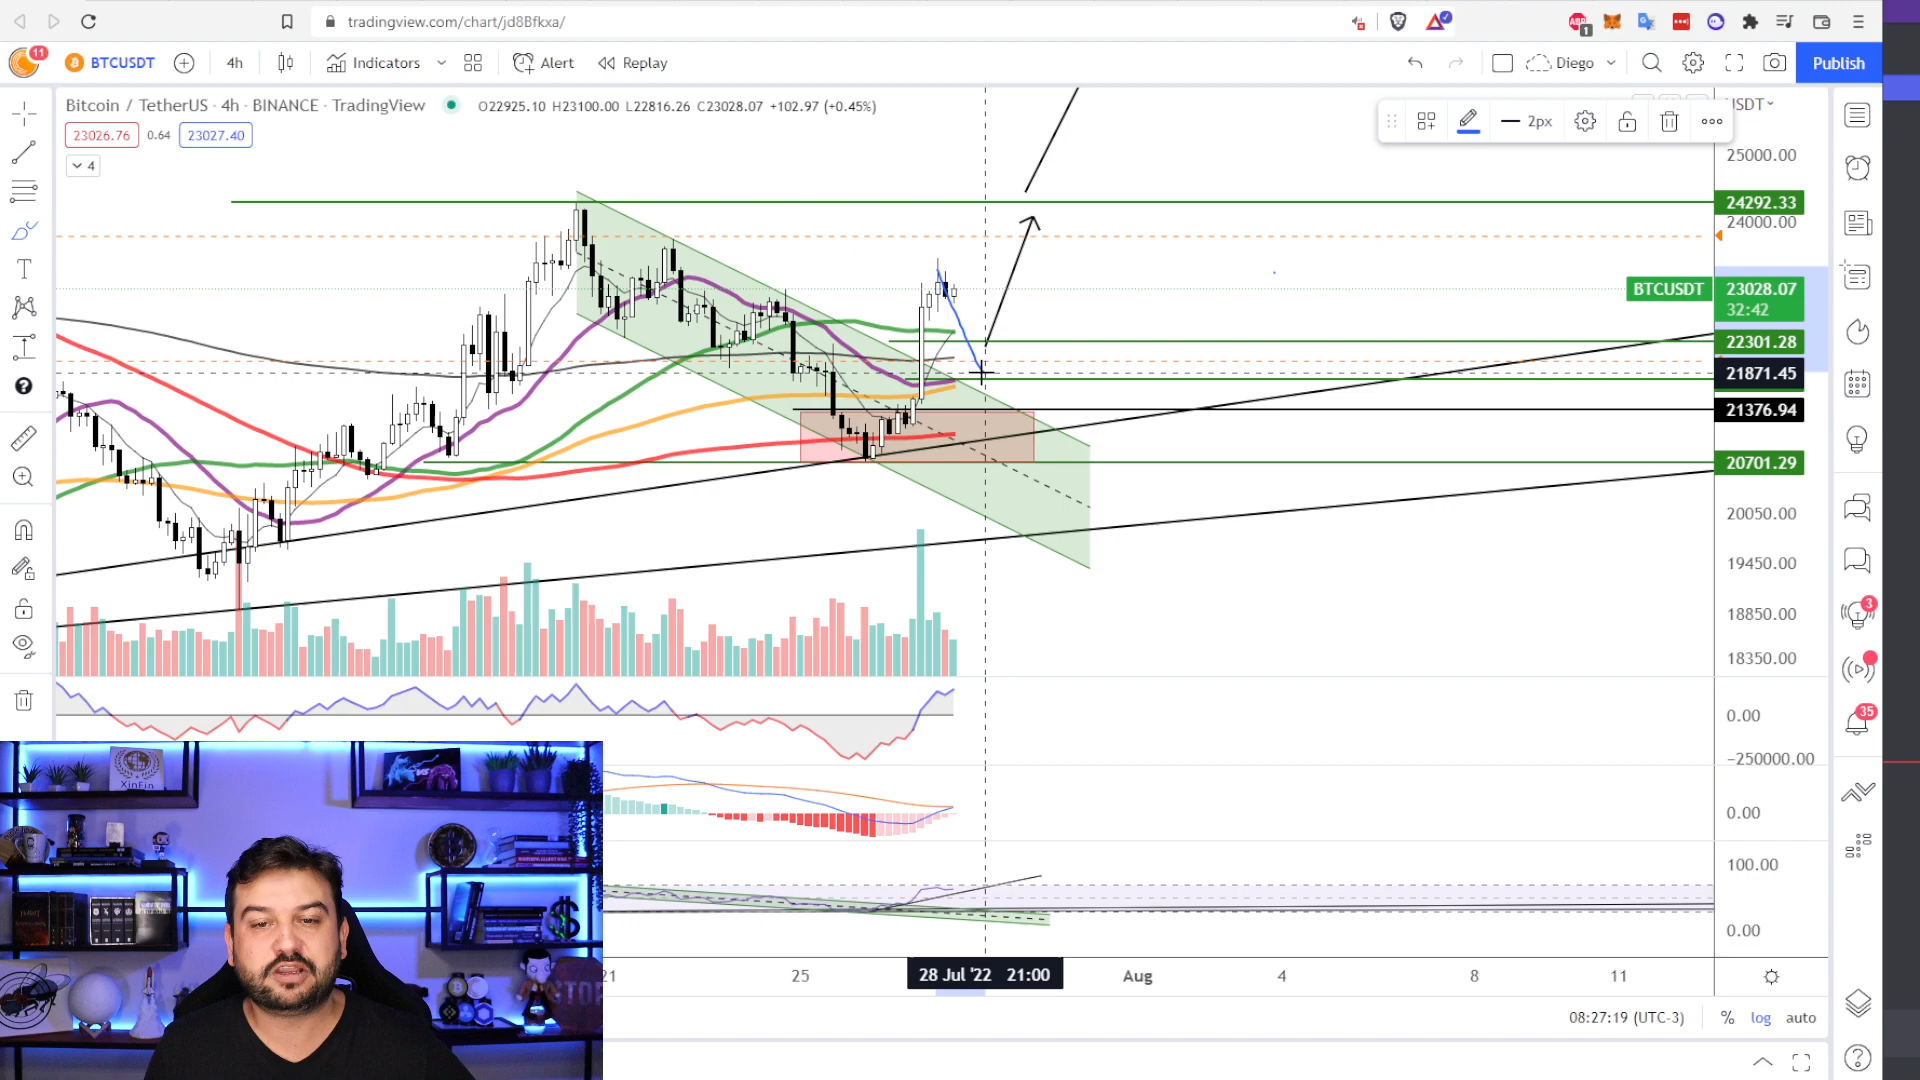 tradingview.com/chart/jd8Bfkxa/
ABP
1
11
BTCUSDT
4h
Indicators
Alert
Replay
Diego
Publish
Bitcoin / TetherUS · 4h · BINANCE · TradingView
O22925.10 H23100.00 L22816.26 C23028.07 +102.97 (+0.45%)
23026.76
0.64
23027.40
4
2px
25000.00
24292.33
24000.00
BTCUSDT
23028.07
32:42
22301.28
21871.45
21376.94
20701.29
20050.00
19450.00
18850.00
18350.00
3
35
0.00
−250000.00
0.00
100.00
0.00
XinFin
21
25
28 Jul '22 21:00
Aug
4
8
11
08:27:19 (UTC-3)
%
log
auto